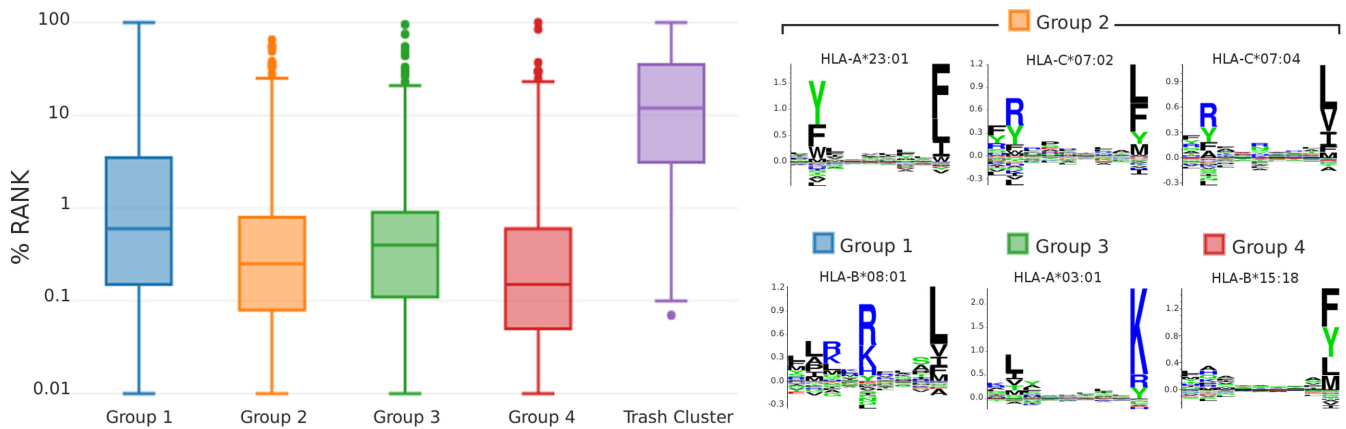 % RANK
100
10
1
0.1
0.01
Group 1
Group 2
Group 3
Group 4
Trash Cluster
Group 2
HLA-A*23:01
1.5
1.0
0.5
0.0
Y
F
W
F
L
I
W
HLA-C*07:02
1.2
0.9
0.6
0.3
0.0
-0.3
R
Y
L
F
Y
M
HLA-C*07:04
0.9
0.6
0.3
0.0
-0.3
R
Y
L
V
I
M
Group 1
HLA-B*08:01
1.2
0.9
0.6
0.3
0.0
-0.3
L
R
K
R
K
L
V
I
Group 3
HLA-A*03:01
2.0
1.5
1.0
0.5
0.0
L
K
R
Y
Group 4
HLA-B*15:18
1.2
0.9
0.6
0.3
0.0
F
Y
L
M